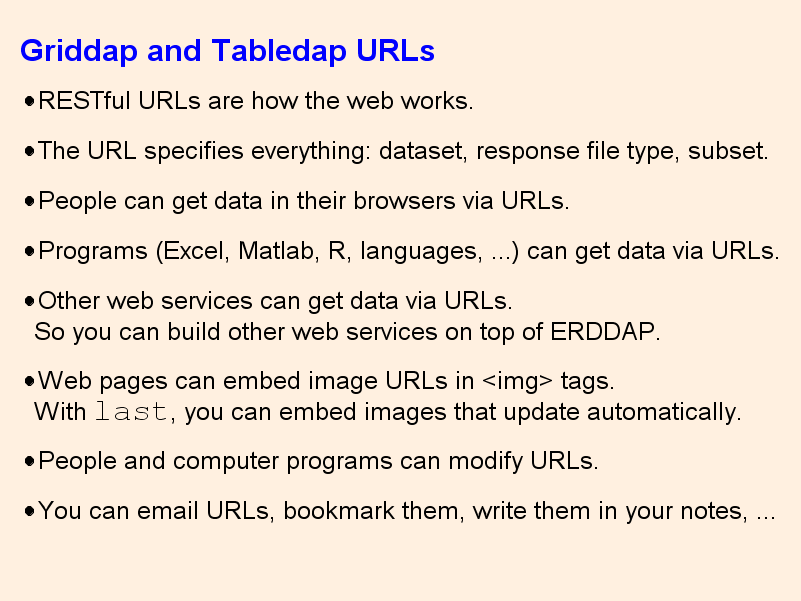 Griddap and Tabledap URLs
●RESTful URLs are how the web works.
●The URL specifies everything: dataset, response file type, subset.
●People can get data in their browsers via URLs.
●Programs (Excel, Matlab, R, languages, ...) can get data via URLs.
●Other web services can get data via URLs.
So you can build other web services on top of ERDDAP.
●Web pages can embed image URLs in <img> tags.
With last, you can embed images that update automatically.
●People and computer programs can modify URLs.
●You can email URLs, bookmark them, write them in your notes, ...